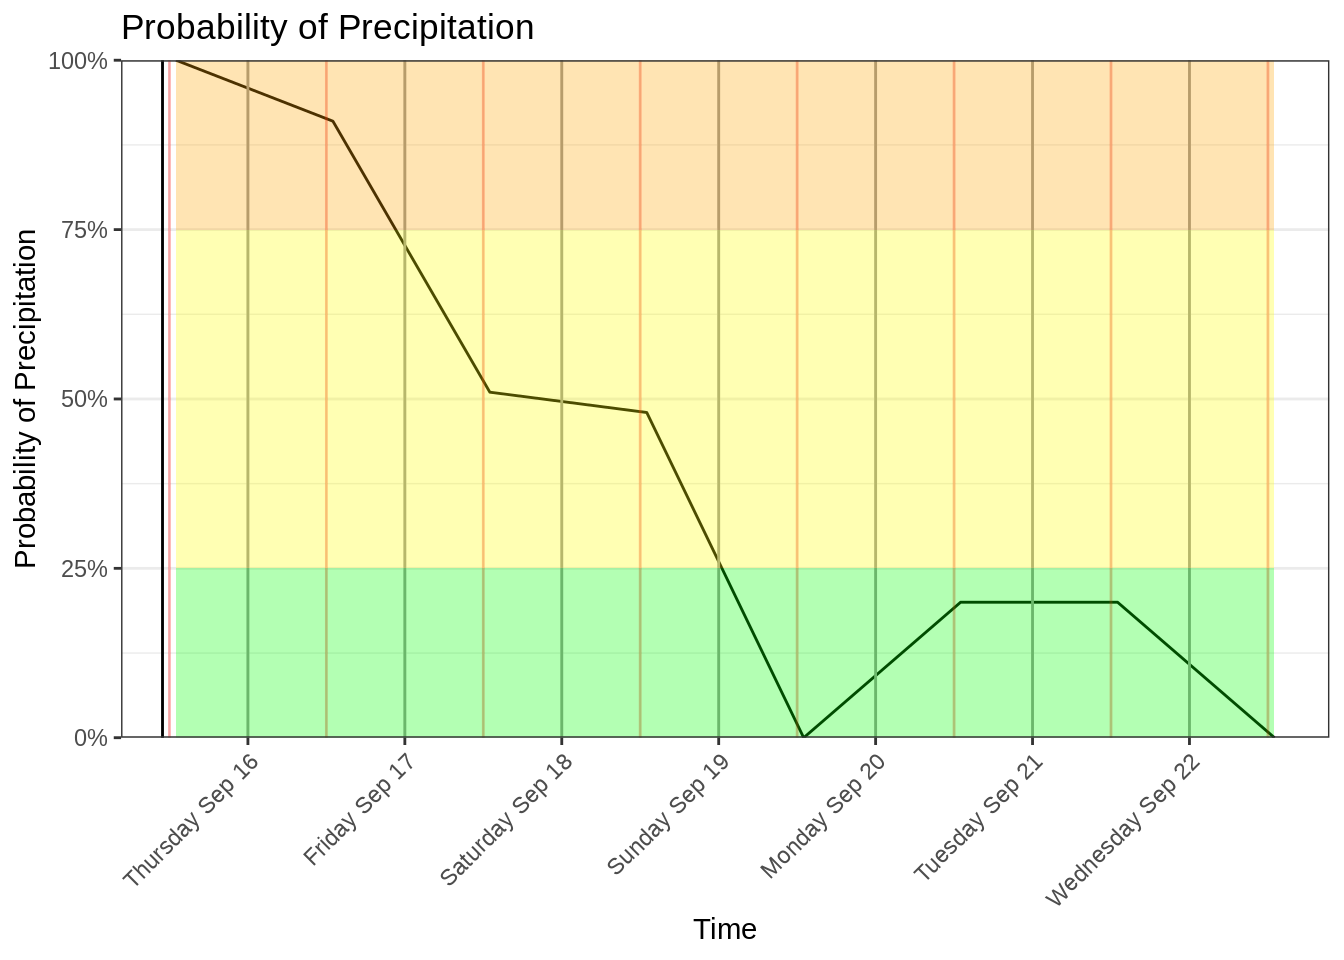 Probability of Precipitation
Probability of Precipitation
100%
75%
50%
25%
0%
Thursday Sep 16
Friday Sep 17
Saturday Sep 18
Sunday Sep 19
Monday Sep 20
Tuesday Sep 21
Wednesday Sep 22
Time